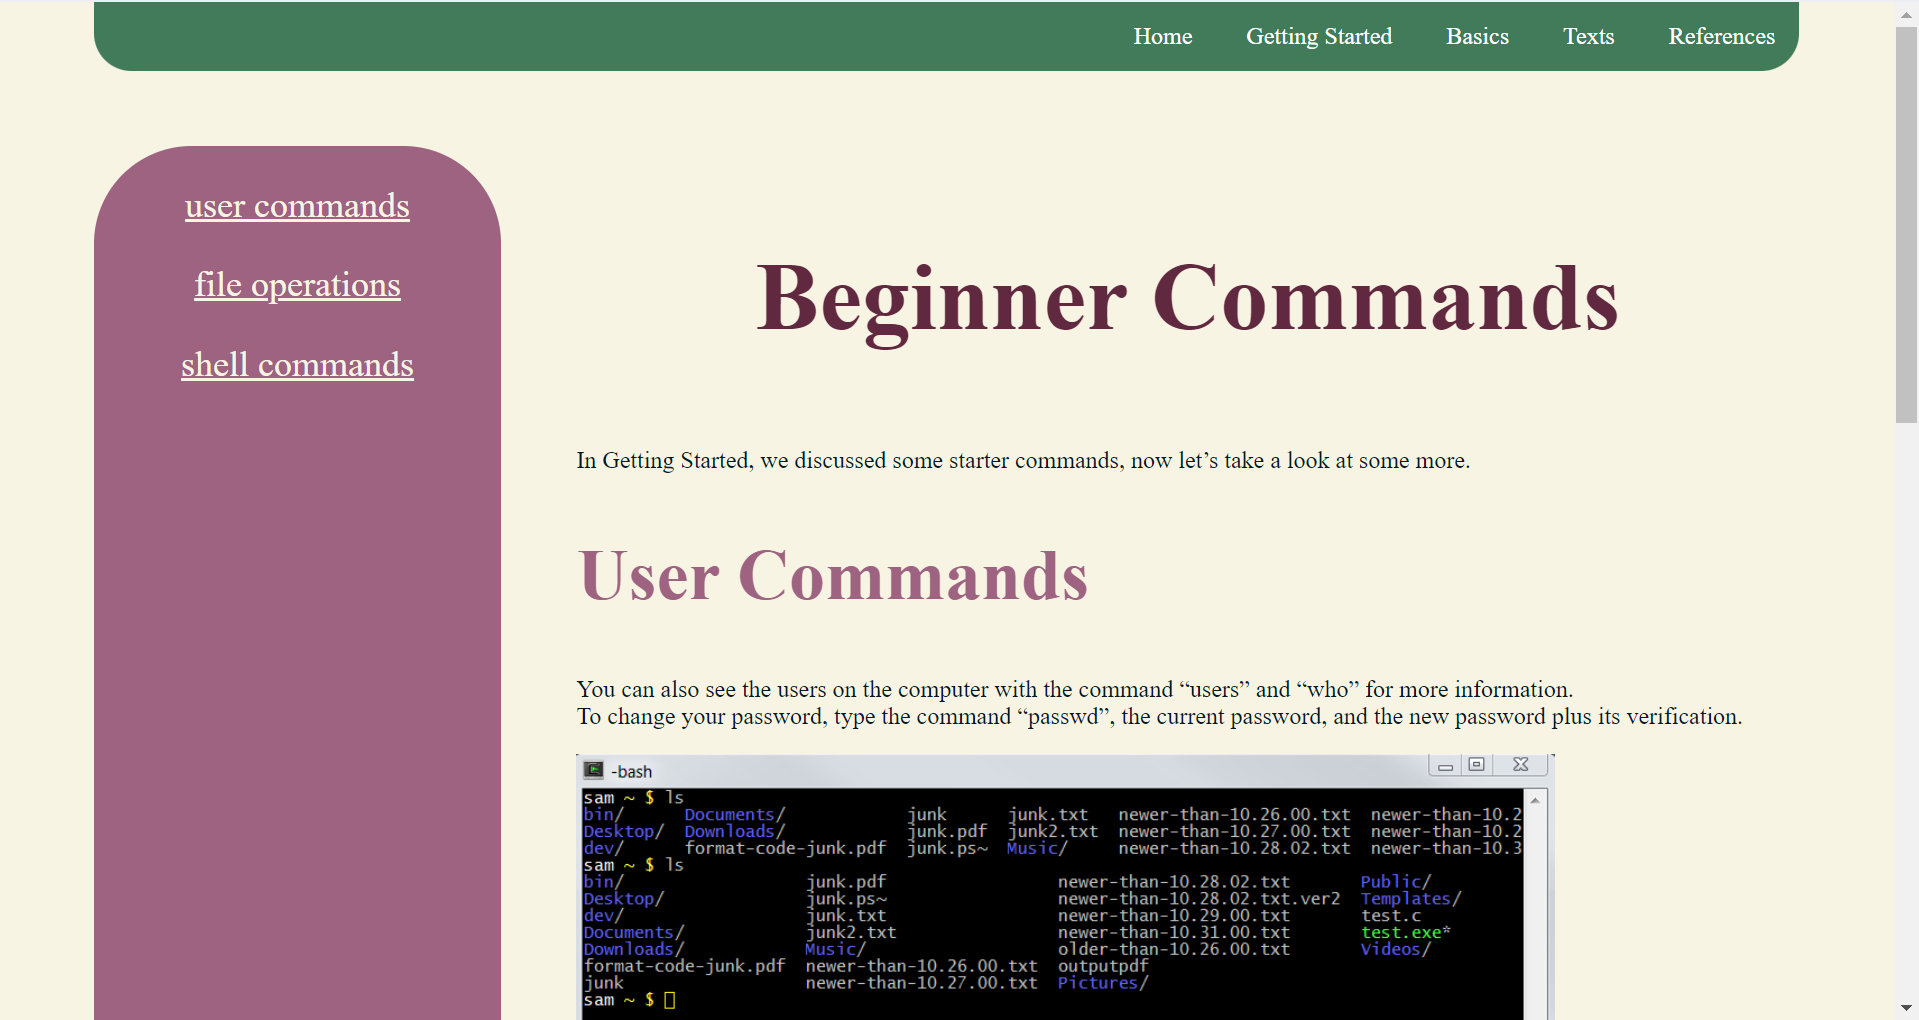 Home Getting Started Basics Texts References
user commands
file operations
shell commands
Beginner Commands
In Getting Started, we discussed some starter commands, now let’s take a look at some more.
User Commands
You can also see the users on the computer with the command “users” and “who” for more information.
To change your password, type the command “passwd”, the current password, and the new password plus its verification.
-bash
sam ~ $ ls
bin/ Documents/ junk junk.txt newer-than-10.26.00.txt newer-than-10.2
Desktop/ Downloads/ junk.pdf junk2.txt newer-than-10.27.00.txt newer-than-10.2
dev/ format-code-junk.pdf junk.ps~ Music/ newer-than-10.28.02.txt newer-than-10.3
sam ~ $ ls
bin/ junk.pdf newer-than-10.28.02.txt Public/
Desktop/ junk.ps~ newer-than-10.28.02.txt.ver2 Templates/
dev/ junk.txt newer-than-10.29.00.txt test.c
Documents/ junk2.txt newer-than-10.31.00.txt test.exe*
Downloads/ Music/ older-than-10.26.00.txt Videos/
format-code-junk.pdf newer-than-10.26.00.txt outputpdf
junk newer-than-10.27.00.txt Pictures/
sam ~ $